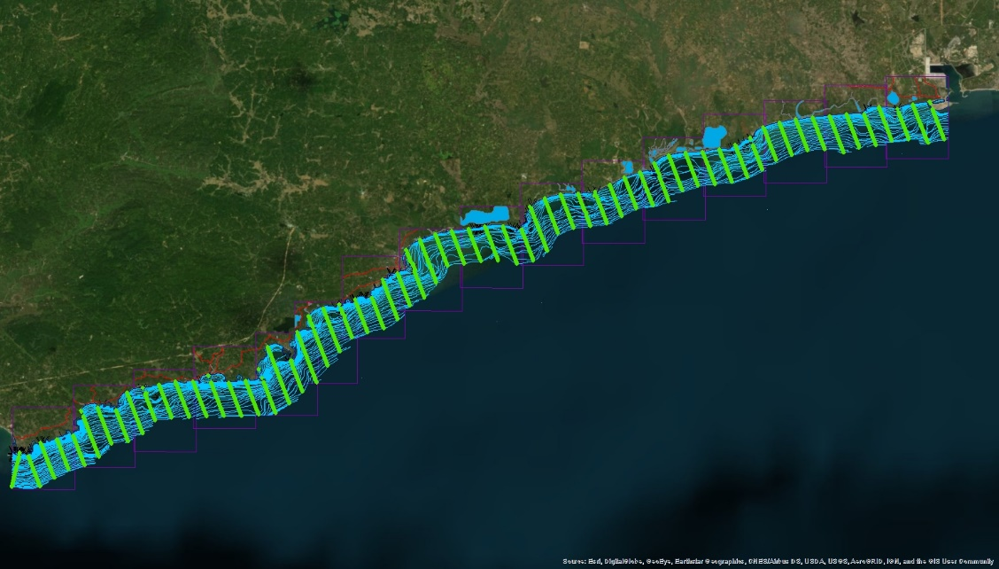 Source: Esri, DigitalGlobe, GeoEye, Earthstar Geographics, CNES/Airbus DS, USDA, USGS, AeroGRID, IGN, and the GIS User Community